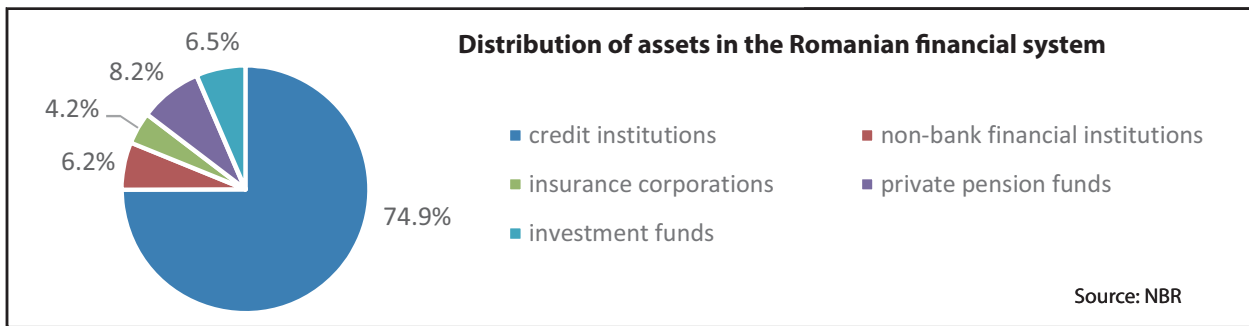 Distribution of assets in the Romanian financial system
6.5%
8.2%
4.2%
6.2%
74.9%
credit institutions
non-bank financial institutions
insurance corporations
private pension funds
investment funds
Source: NBR